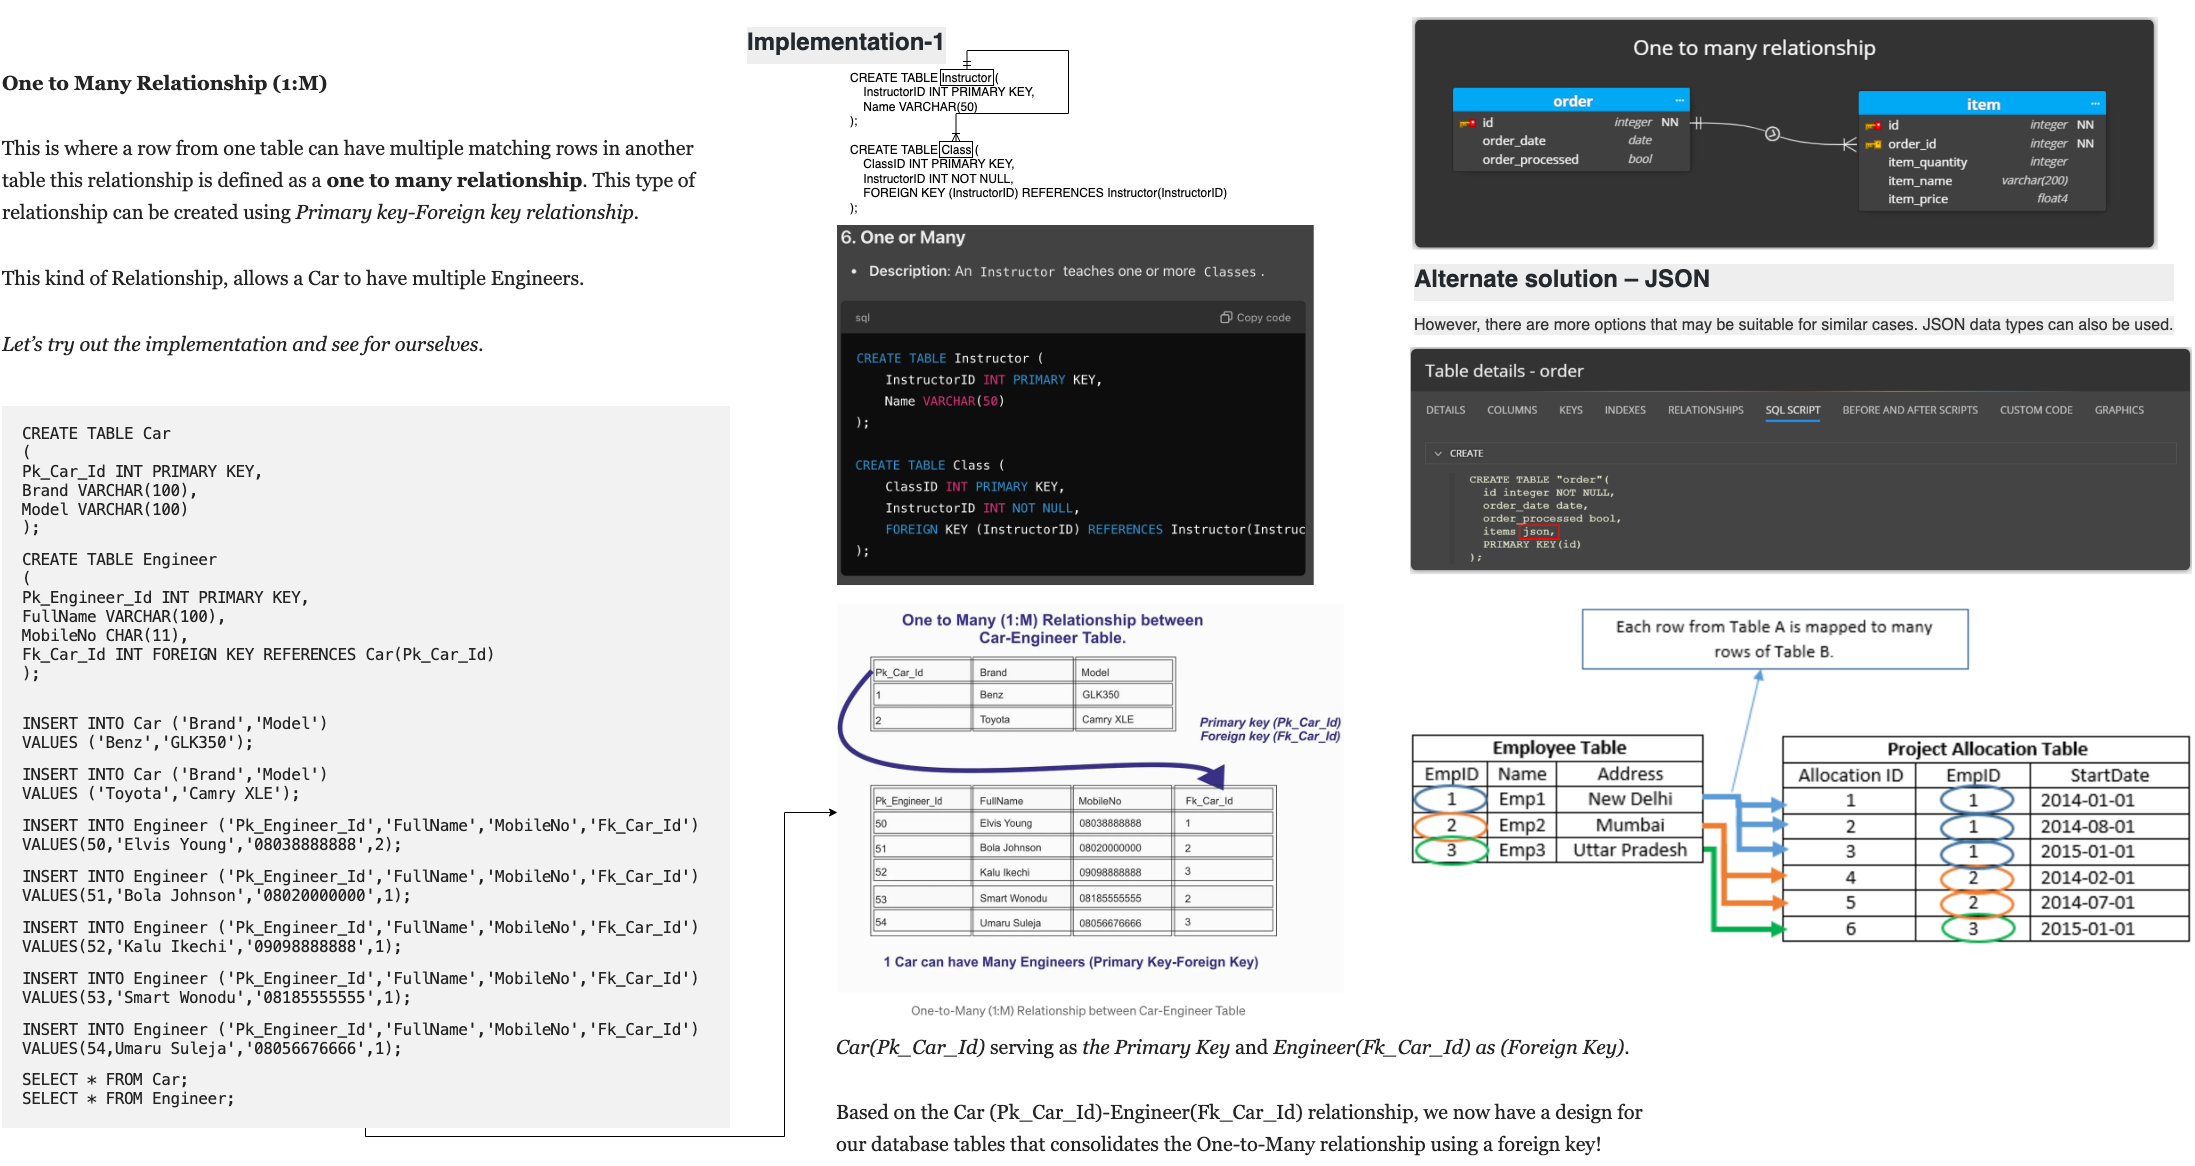 One to Many Relationship (1:M)
This is where a row from one table can have multiple matching rows in another
table this relationship is defined as a one to many relationship. This type of
relationship can be created using Primary key-Foreign key relationship.
This kind of Relationship, allows a Car to have multiple Engineers.
Let's try out the implementation and see for ourselves.
CREATE TABLE Car
(
Pk_Car_Id INT PRIMARY KEY,
Brand VARCHAR(100),
Model VARCHAR(100)
);
CREATE TABLE Engineer
(
Pk_Engineer_Id INT PRIMARY KEY,
FullName VARCHAR(100),
MobileNo CHAR(11),
Fk_Car_Id INT FOREIGN KEY REFERENCES Car(Pk_Car_Id)
);
INSERT INTO Car ('Brand','Model')
VALUES ('Benz','GLK350');
INSERT INTO Car ('Brand','Model')
VALUES ('Toyota','Camry XLE');
INSERT INTO Engineer ('Pk_Engineer_Id','FullName','MobileNo','Fk_Car_Id')
VALUES(50,'Elvis Young','08038888888',2);
INSERT INTO Engineer ('Pk_Engineer_Id','FullName','MobileNo','Fk_Car_Id')
VALUES(51,'Bola Johnson','08020000000',1);
INSERT INTO Engineer ('Pk_Engineer_Id','FullName','MobileNo','Fk_Car_Id')
VALUES(52,'Kalu Ikechi','09098888888',1);
INSERT INTO Engineer ('Pk_Engineer_Id','FullName','MobileNo','Fk_Car_Id')
VALUES(53,'Smart Wonodu','08185555555',1);
INSERT INTO Engineer ('Pk_Engineer_Id','FullName','MobileNo','Fk_Car_Id')
VALUES(54,Umaru Suleja','08056676666',1);
SELECT * FROM Car;
SELECT * FROM Engineer;
Implementation-1
CREATE TABLE Instructor (
InstructorID INT PRIMARY KEY,
Name VARCHAR(50)
);
CREATE TABLE Class (
ClassID INT PRIMARY KEY,
InstructorID INT NOT NULL,
FOREIGN KEY (InstructorID) REFERENCES Instructor(InstructorID)
);
6. One or Many
• Description: An Instructor teaches one or more Classes.
sql Copy code
CREATE TABLE Instructor (
InstructorID INT PRIMARY KEY,
Name VARCHAR(50)
);
CREATE TABLE Class (
ClassID INT PRIMARY KEY,
InstructorID INT NOT NULL,
FOREIGN KEY (InstructorID) REFERENCES Instructor(Instruc
);
One to Many (1:M) Relationship between
Car-Engineer Table.
Pk_Car_Id Brand Model
1 Benz GLK350
2 Toyota Camry XLE
Primary key (Pk_Car_Id)
Foreign key (Fk_Car_Id)
Pk_Engineer_Id FullName MobileNo Fk_Car_Id
50 Elvis Young 08038888888 1
51 Bola Johnson 08020000000 2
52 Kalu Ikechi 09098888888 3
53 Smart Wonodu 08185555555 2
54 Umaru Suleja 08056676666 3
1 Car can have Many Engineers (Primary Key-Foreign Key)
One-to-Many (1:M) Relationship between Car-Engineer Table
Car(Pk_Car_Id) serving as the Primary Key and Engineer(Fk_Car_Id) as (Foreign Key).
Based on the Car (Pk_Car_Id)-Engineer(Fk_Car_Id) relationship, we now have a design for
our database tables that consolidates the One-to-Many relationship using a foreign key!
One to many relationship
order ...
id integer NN
order_date date
order_processed bool
item ...
id integer NN
order_id integer NN
item_quantity integer
item_name varchar(200)
item_price float4
Alternate solution – JSON
However, there are more options that may be suitable for similar cases. JSON data types can also be used.
Table details - order
DETAILS COLUMNS KEYS INDEXES RELATIONSHIPS SQL SCRIPT BEFORE AND AFTER SCRIPTS CUSTOM CODE GRAPHICS
CREATE
CREATE TABLE "order"(
id integer NOT NULL,
order_date date,
order_processed bool,
items json,
PRIMARY KEY(id)
);
Each row from Table A is mapped to many
rows of Table B.
Employee Table
EmpID Name Address
1 Emp1 New Delhi
2 Emp2 Mumbai
3 Emp3 Uttar Pradesh
Project Allocation Table
Allocation ID EmpID StartDate
1 1 2014-01-01
2 1 2014-08-01
3 1 2015-01-01
4 2 2014-02-01
5 2 2014-07-01
6 3 2015-01-01